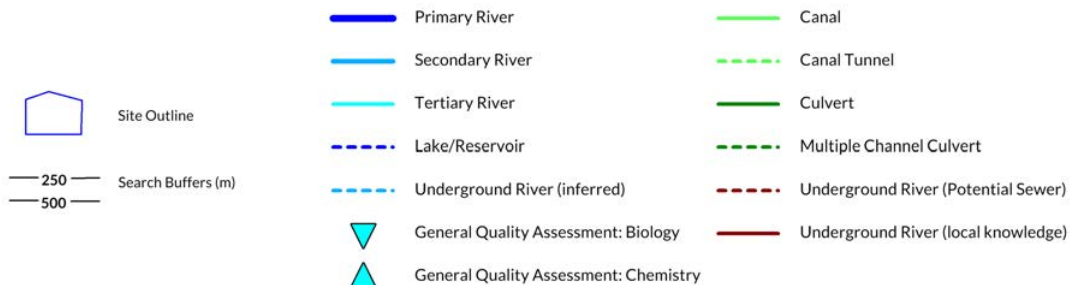 Site Outline
250
500
Search Buffers (m)
Primary River
Secondary River
Tertiary River
Lake/Reservoir
Underground River (inferred)
General Quality Assessment: Biology
General Quality Assessment: Chemistry
Canal
Canal Tunnel
Culvert
Multiple Channel Culvert
Underground River (Potential Sewer)
Underground River (local knowledge)